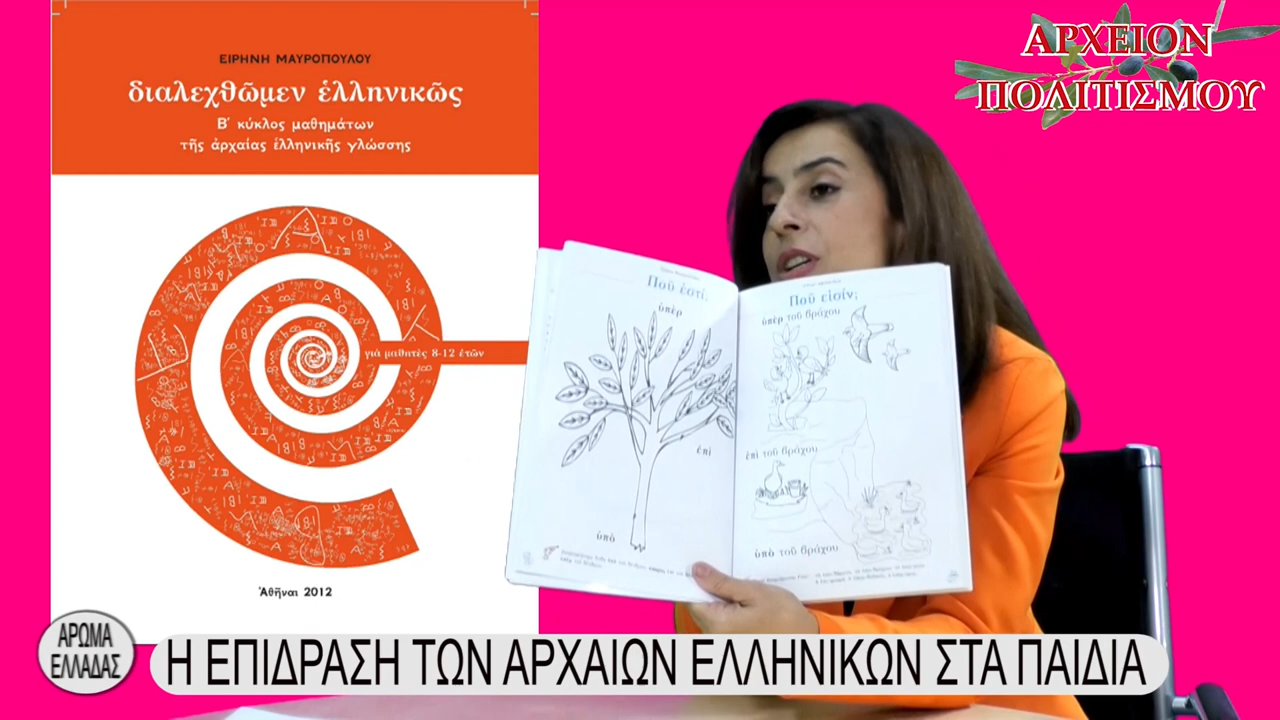 ΕΙΡΗΝΗ ΜΑΥΡΟΠΟΥΛΟΥ
διαλεχθῶμεν ἑλληνικῶς
Β΄ κύκλος μαθημάτων
τῆς ἀρχαίας ἑλληνικῆς γλώσσης
γιὰ μαθητὲς 8-12 ἐτῶν
Ἀθῆναι 2012
ΑΡΧΕΙΟΝ
ΠΟΛΙΤΙΣΜΟΥ
Ποῦ ἐστί;
ὑπὲρ
ἐπὶ
ὑπὸ
Ποῦ εἰσίν;
ὑπὲρ τοῦ βράχου
ἐπὶ τοῦ βράχου
ὑπὸ τοῦ βράχου
ΑΡΩΜΑ
ΕΛΛΑΔΑΣ
Η ΕΠΙΔΡΑΣΗ ΤΩΝ ΑΡΧΑΙΩΝ ΕΛΛΗΝΙΚΩΝ ΣΤΑ ΠΑΙΔΙΑ